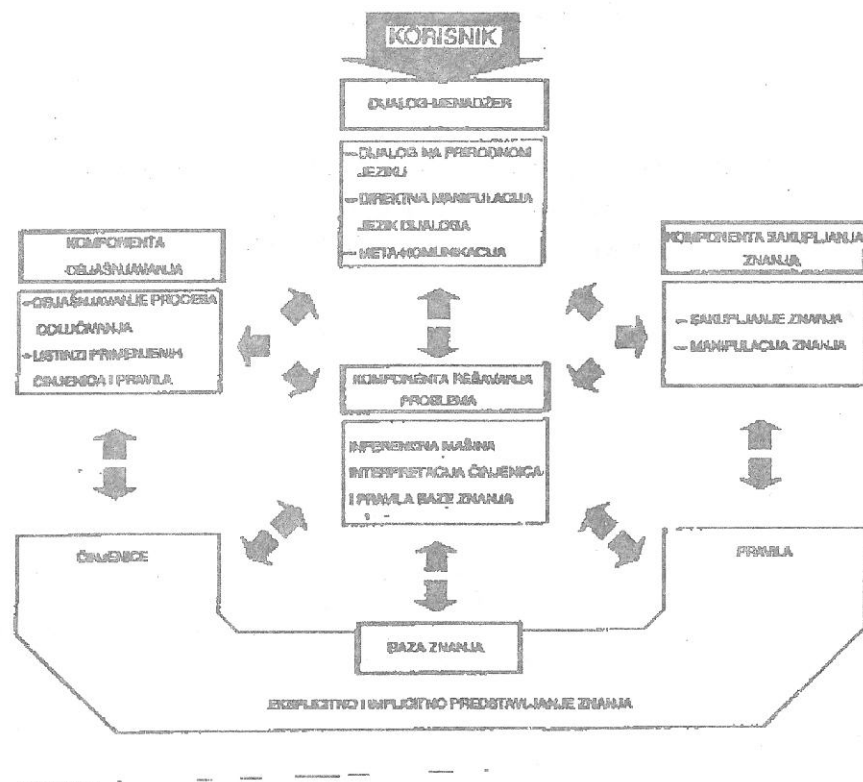 KORISNIK
DIJALOG-MENADŽER
– DIJALOG NA PRIRODNOM
JEZIKU
– DIREKTNA MANIPULACIJA
JEZIK DIJALOGA
– META-KOMUNIKACIJA
KOMPONENTA
OBJAŠNJAVANJA
– OBJAŠNJAVANJE PROCESA
ODLUČIVANJA
– LISTINZI PRIMENJENIH
ČINJENICA I PRAVILA
KOMPONENTA SAKUPLJANJA
ZNANJA
– SAKUPLJANJE ZNANJA
– MANIPULACIJA ZNANJA
KOMPONENTA REŠAVANJA
PROBLEMA
INFERENCNA MAŠINA
INTERPRETACIJA ČINJENICA
I PRAVILA BAZE ZNANJA
ČINJENICE
PRAVILA
BAZA ZNANJA
EKSPLICITNO I IMPLICITNO PREDSTAVLJANJE ZNANJA